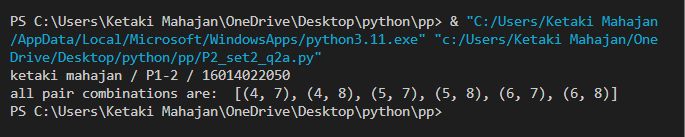 PS C:\Users\Ketaki Mahajan\OneDrive\Desktop\python\pp> & "C:/Users/Ketaki Mahajan
/AppData/Local/Microsoft/WindowsApps/python3.11.exe" "c:/Users/Ketaki Mahajan/One
Drive/Desktop/python/pp/P2_set2_q2a.py"
ketaki mahajan / P1-2 / 16014022050
all pair combinations are:  [(4, 7), (4, 8), (5, 7), (5, 8), (6, 7), (6, 8)]
PS C:\Users\Ketaki Mahajan\OneDrive\Desktop\python\pp>